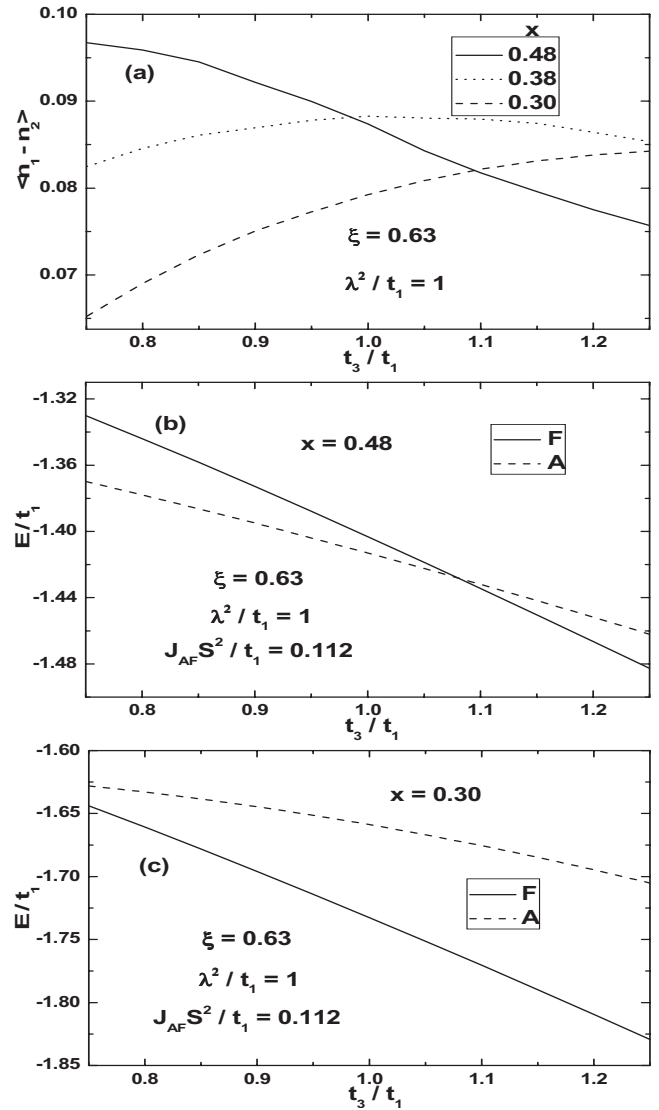 0.10
(a)
x
0.48
0.38
0.30
0.09
<n₁ - n₂>
0.08
ξ = 0.63
0.07
λ² / t₁ = 1
0.8 0.9 1.0 1.1 1.2
t₃ / t₁
-1.32
(b)
x = 0.48
F
A
-1.36
E/t₁
-1.40
ξ = 0.63
-1.44
λ² / t₁ = 1
J_AF S² / t₁ = 0.112
-1.48
0.8 0.9 1.0 1.1 1.2
t₃ / t₁
-1.60
x = 0.30
-1.65
(c)
-1.70
F
A
E/t₁
-1.75
ξ = 0.63
λ² / t₁ = 1
-1.80
J_AF S² / t₁ = 0.112
-1.85
0.8 0.9 1.0 1.1 1.2
t₃ / t₁